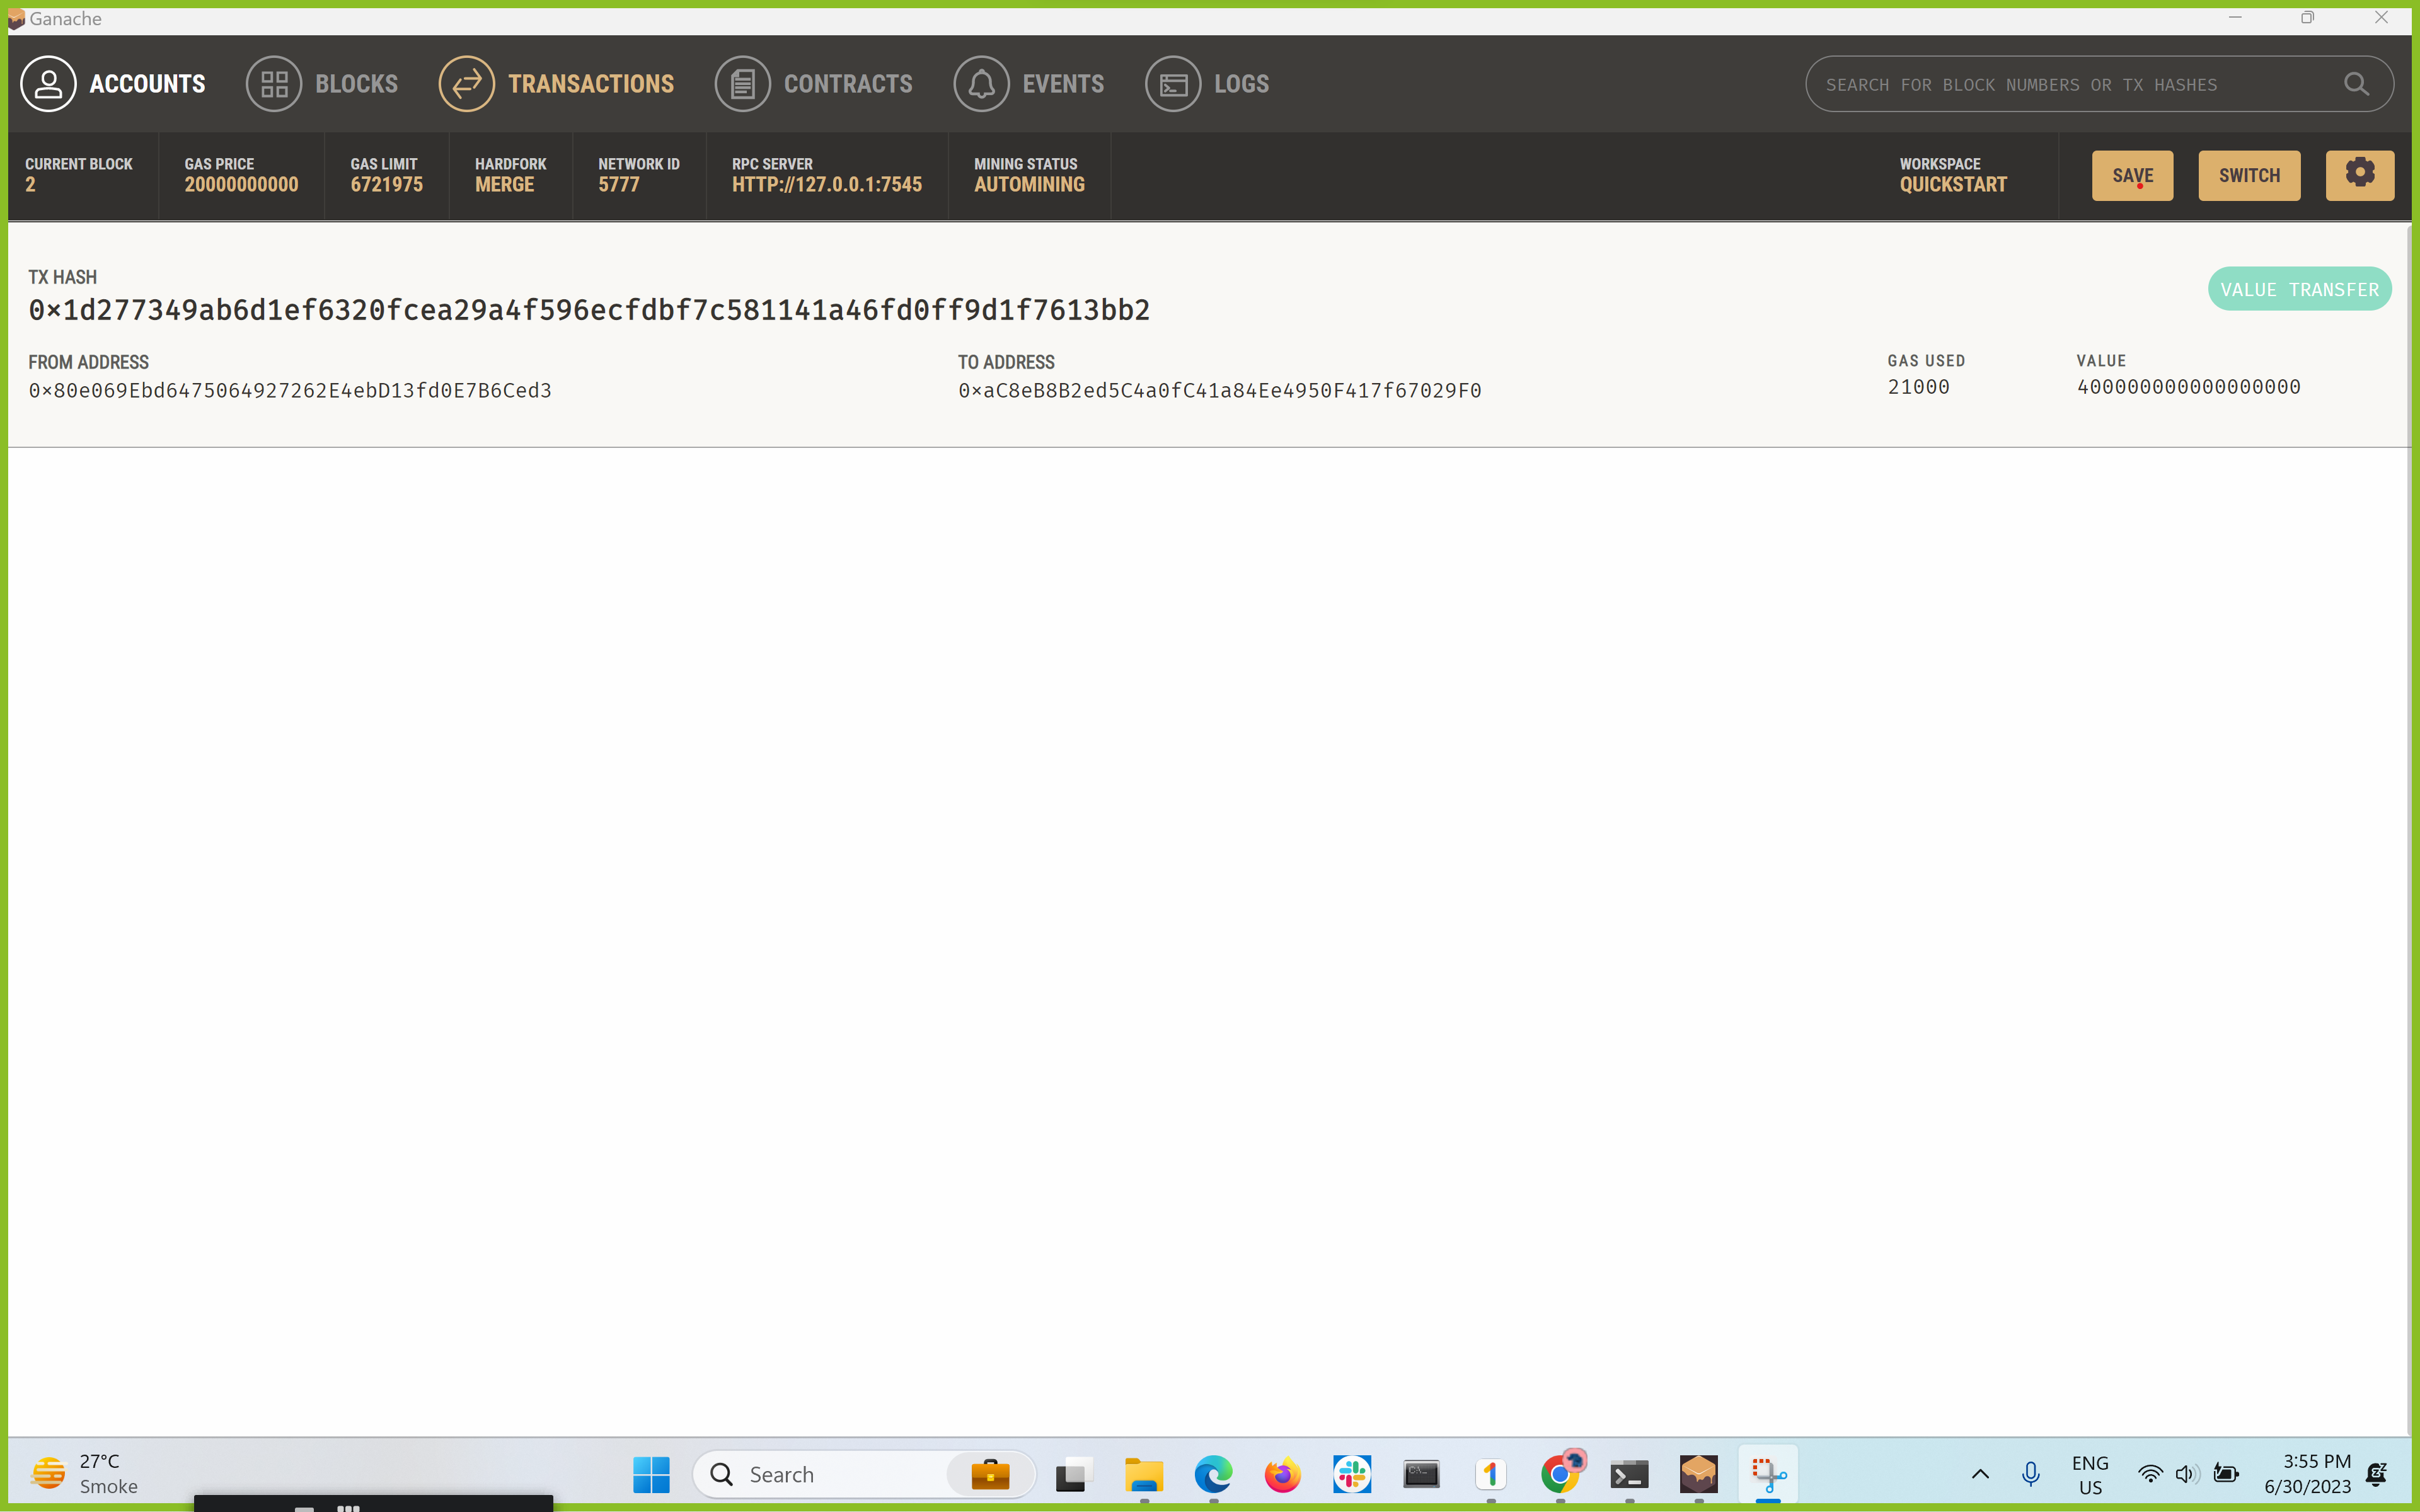 Ganache
ACCOUNTS BLOCKS TRANSACTIONS CONTRACTS EVENTS LOGS SEARCH FOR BLOCK NUMBERS OR TX HASHES
CURRENT BLOCK GAS PRICE GAS LIMIT HARDFORK NETWORK ID RPC SERVER MINING STATUS WORKSPACE
2 20000000000 6721975 MERGE 5777 HTTP://127.0.0.1:7545 AUTOMINING QUICKSTART SAVE SWITCH
TX HASH
0×1d277349ab6d1ef6320fcea29a4f596ecfdbf7c581141a46fd0ff9d1f7613bb2 VALUE TRANSFER
FROM ADDRESS TO ADDRESS GAS USED VALUE
0×80e069Ebd6475064927262E4ebD13fd0E7B6Ced3 0×aC8eB8B2ed5C4a0fC41a84Ee4950F417f67029F0 21000 400000000000000000
27°C
Smoke
Search
ENG
US
3:55 PM
6/30/2023